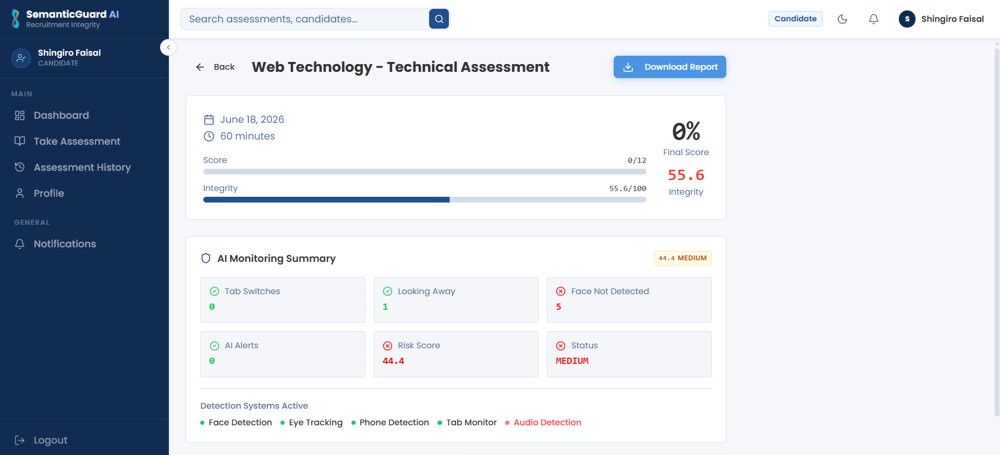 SemanticGuard AI
Recruitment Integrity
Search assessments, candidates...
Candidate
S
Shingiro Faisal
Shingiro Faisal
CANDIDATE
MAIN
Dashboard
Take Assessment
Assessment History
Profile
GENERAL
Notifications
Logout
Back
Web Technology - Technical Assessment
Download Report
June 18, 2026
60 minutes
Score
0/12
Integrity
55.6/100
0%
Final Score
55.6
Integrity
AI Monitoring Summary
44.4 MEDIUM
Tab Switches
0
Looking Away
1
Face Not Detected
5
AI Alerts
0
Risk Score
44.4
Status
MEDIUM
Detection Systems Active
Face Detection
Eye Tracking
Phone Detection
Tab Monitor
Audio Detection